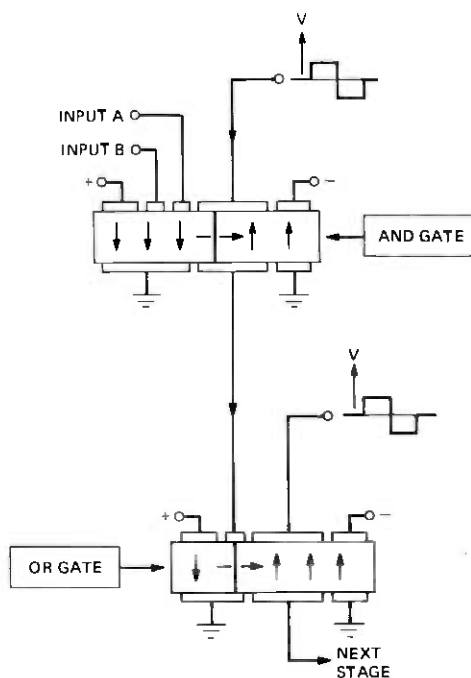 V
INPUT A
INPUT B
+
−
AND GATE
V
+
−
OR GATE
NEXT
STAGE